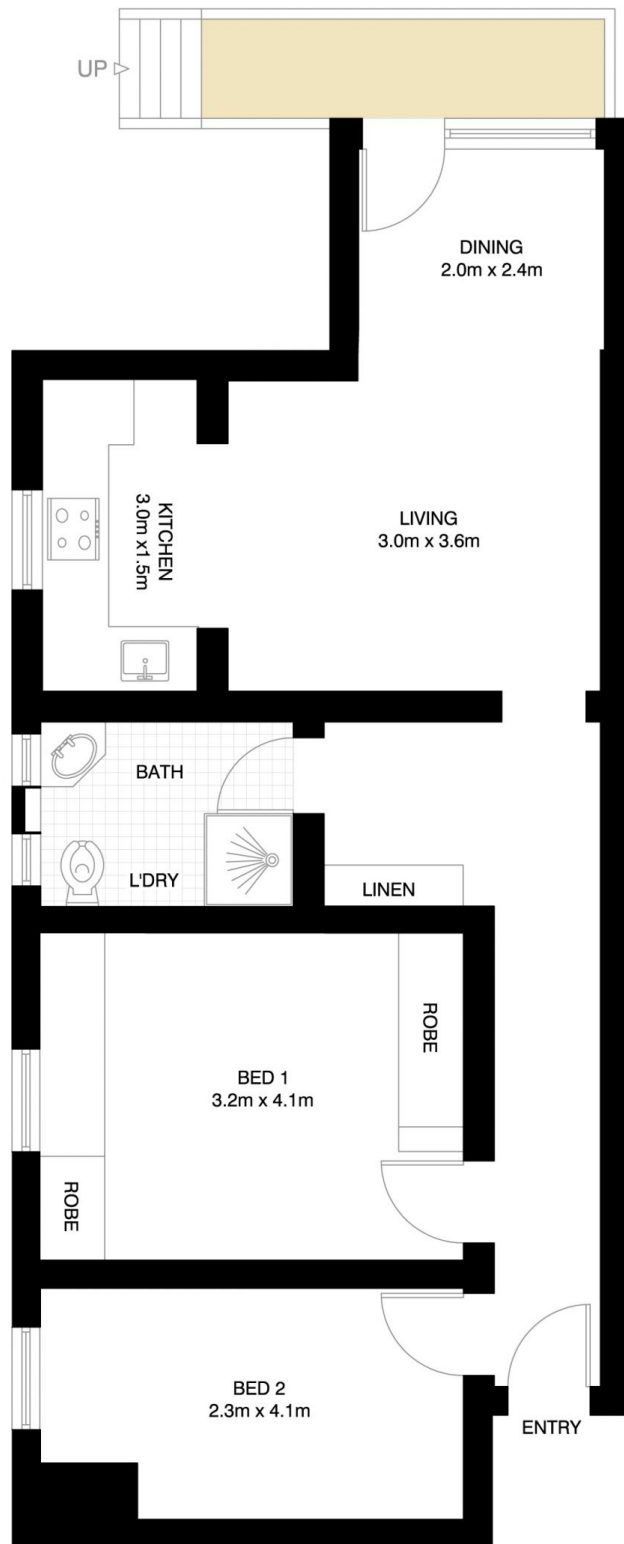 UP
DINING
2.0m x 2.4m
LIVING
3.0m x 3.6m
KITCHEN
3.0m x1.5m
BATH
L'DRY
LINEN
ROBE
BED 1
3.2m x 4.1m
ROBE
BED 2
2.3m x 4.1m
ENTRY